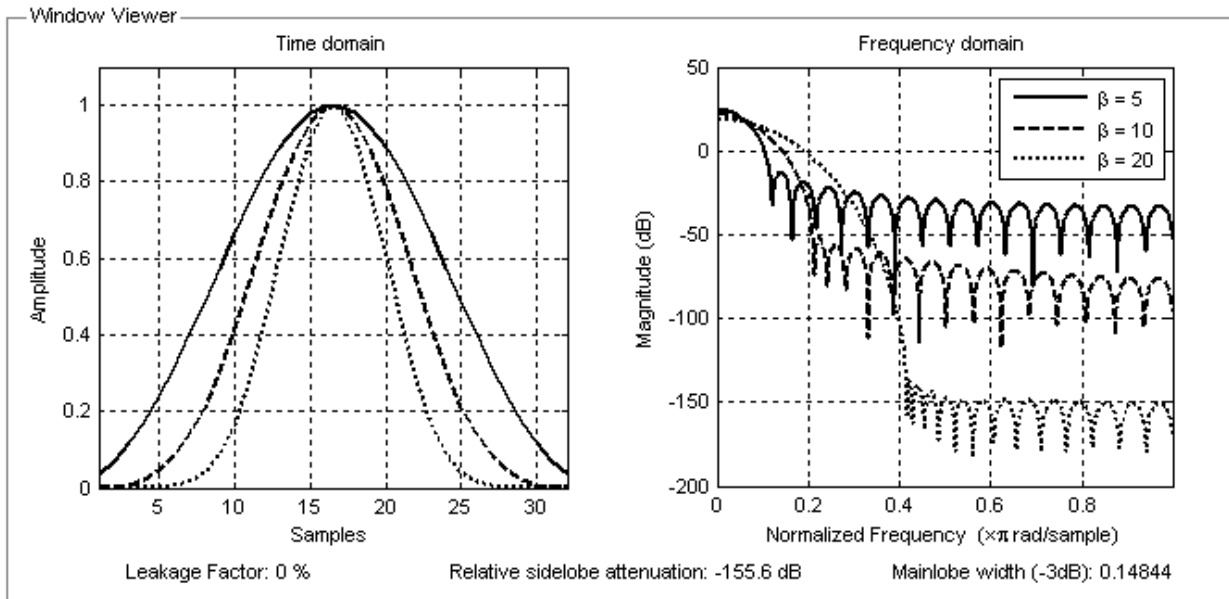 Window Viewer
Time domain
Amplitude
1
0.8
0.6
0.4
0.2
0
5 10 15 20 25 30
Samples
Frequency domain
Magnitude (dB)
50
0
-50
-100
-150
-200
0 0.2 0.4 0.6 0.8
Normalized Frequency (×π rad/sample)
β = 5
β = 10
β = 20
Leakage Factor: 0 % Relative sidelobe attenuation: -155.6 dB Mainlobe width (-3dB): 0.14844